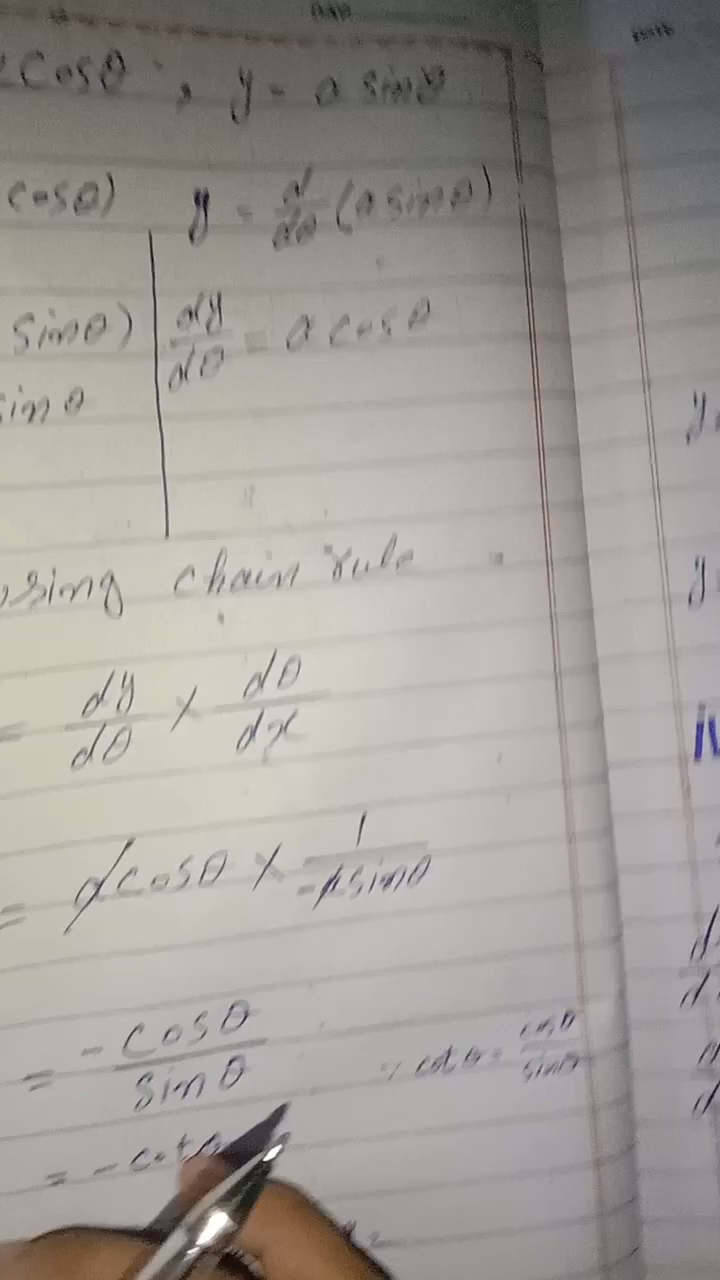 cosθ , y = a sinθ
cosθ) y = d/dθ (a sinθ)
sinθ) dy/dθ = a cosθ
sinθ
using chain rule
= dy/dθ × dθ/dx
= a cosθ × 1/-a sinθ
= -cosθ/sinθ ∵ cotθ = cosθ/sinθ
= -cotθ